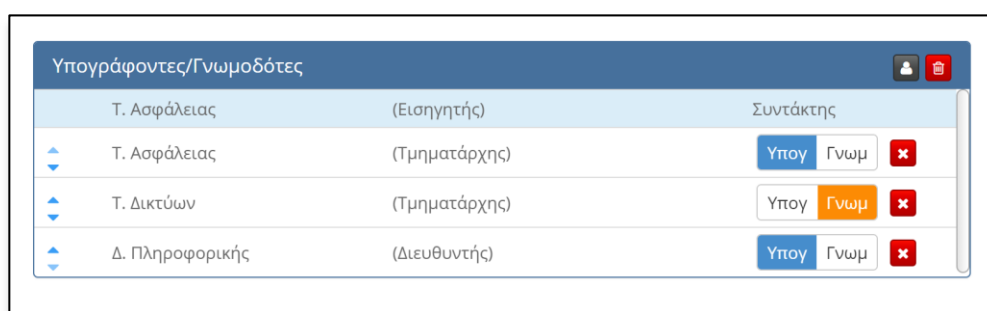 Υπογράφοντες/Γνωμοδότες
Τ. Ασφάλειας (Εισηγητής) Συντάκτης
Τ. Ασφάλειας (Τμηματάρχης) Υπογ Γνωμ
Τ. Δικτύων (Τμηματάρχης) Υπογ Γνωμ
Δ. Πληροφορικής (Διευθυντής) Υπογ Γνωμ